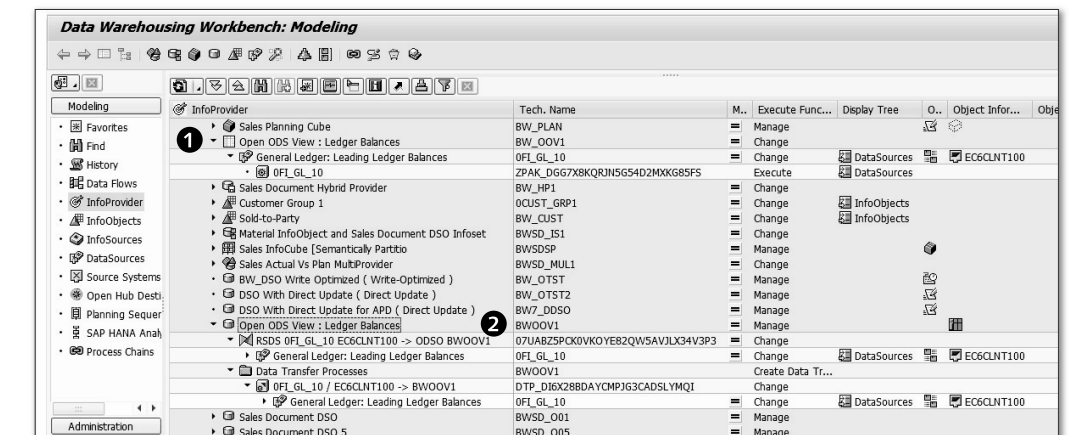 Data Warehousing Workbench: Modeling
Modeling
Favorites
Find
History
Data Flows
InfoProvider
InfoObjects
InfoSources
DataSources
Source Systems
Open Hub Desti
Planning Sequer
SAP HANA Anal
Process Chains
Administration
InfoProvider Tech. Name M.. Execute Func... Display Tree O.. Object Infor... Obje
Sales Planning Cube BW_PLAN = Manage
1 Open ODS View : Ledger Balances BW_OOV1 = Change
General Ledger: Leading Ledger Balances 0FI_GL_10 = Change DataSources EC6CLNT100
0FI_GL_10 ZPAK_DGG7X8KQRJN5G54D2MXKG85FS Execute DataSources
Sales Document Hybrid Provider BW_HP1 = Change
Customer Group 1 0CUST_GRP1 = Change InfoObjects
Sold-to-Party BW_CUST = Change InfoObjects
Material InfoObject and Sales Document DSO Infoset BWSD_IS1 = Change
Sales InfoCube [Semantically Partitio BWSDSP = Manage
Sales Actual Vs Plan MultiProvider BWSD_MUL1 = Change
BW_DSO Write Optimized ( Write-Optimized ) BW_OTST = Manage
DSO With Direct Update ( Direct Update ) BW_OTST2 = Manage
DSO With Direct Update for APD ( Direct Update ) BW7_DDSO = Manage
Open ODS View : Ledger Balances 2 BWOOV1 = Manage
RSDS 0FI_GL_10 EC6CLNT100 -> ODSO BWOOV1 07UABZ5PCK0VKOYE82QW5AVJLX34V3P3 = Change
General Ledger: Leading Ledger Balances 0FI_GL_10 = Change DataSources EC6CLNT100
Data Transfer Processes BWOOV1 Create Data Tr...
0FI_GL_10 / EC6CLNT100 -> BWOOV1 DTP_DI6X28BDAYCMPJG3CADSLYMQI Change
General Ledger: Leading Ledger Balances 0FI_GL_10 = Change DataSources EC6CLNT100
Sales Document DSO BWSD_O01 = Manage
Sales Document DSO 5 BWSD_O05 = Manage